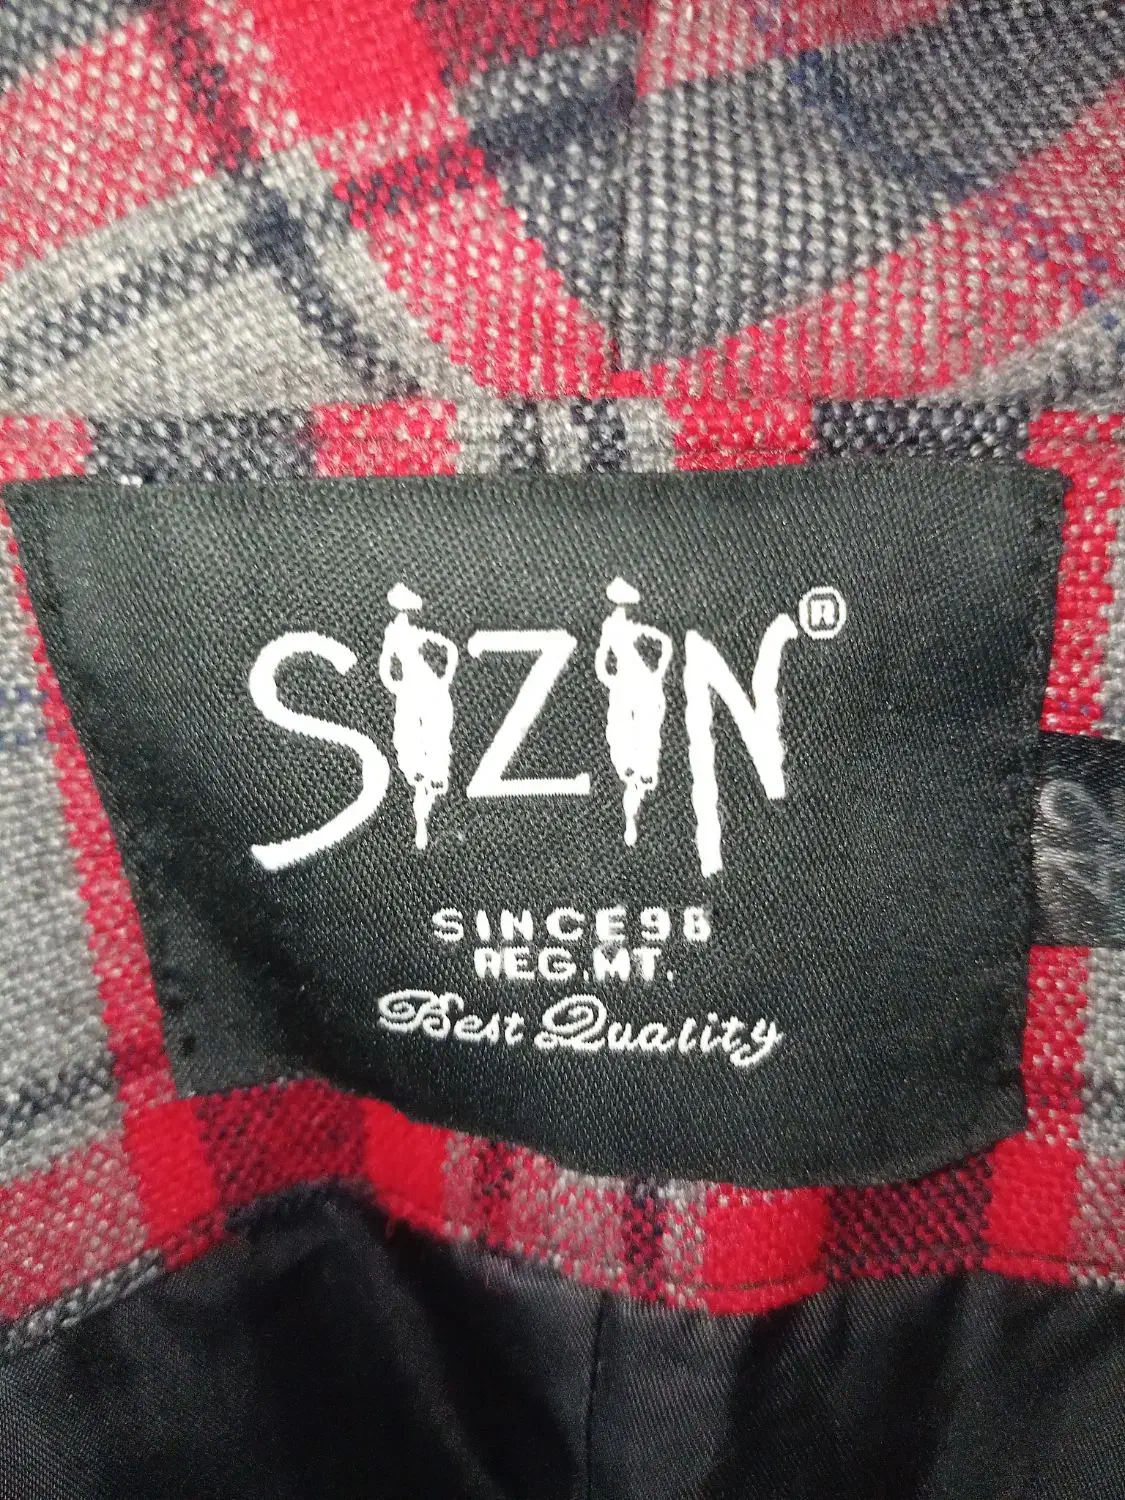 SIZIN®
SINCE98
REG.MT.
Best Quality